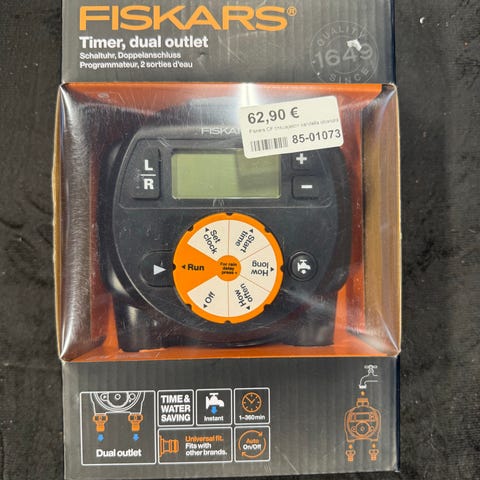 FISKARS®
Timer, dual outlet
Schaltuhr, Doppelanschluss
Programmateur, 2 sorties d'eau
QUALITY
1649
SINCE
62,90 €
85-01073
FISKARS
L
R
+
−
Set clock
Start time
How long
How often
Off
Run
For rain delay press +
Dual outlet
TIME &
WATER
SAVING
Instant
1–360min
Universal fit.
Fits with
other brands.
Auto
On/Off